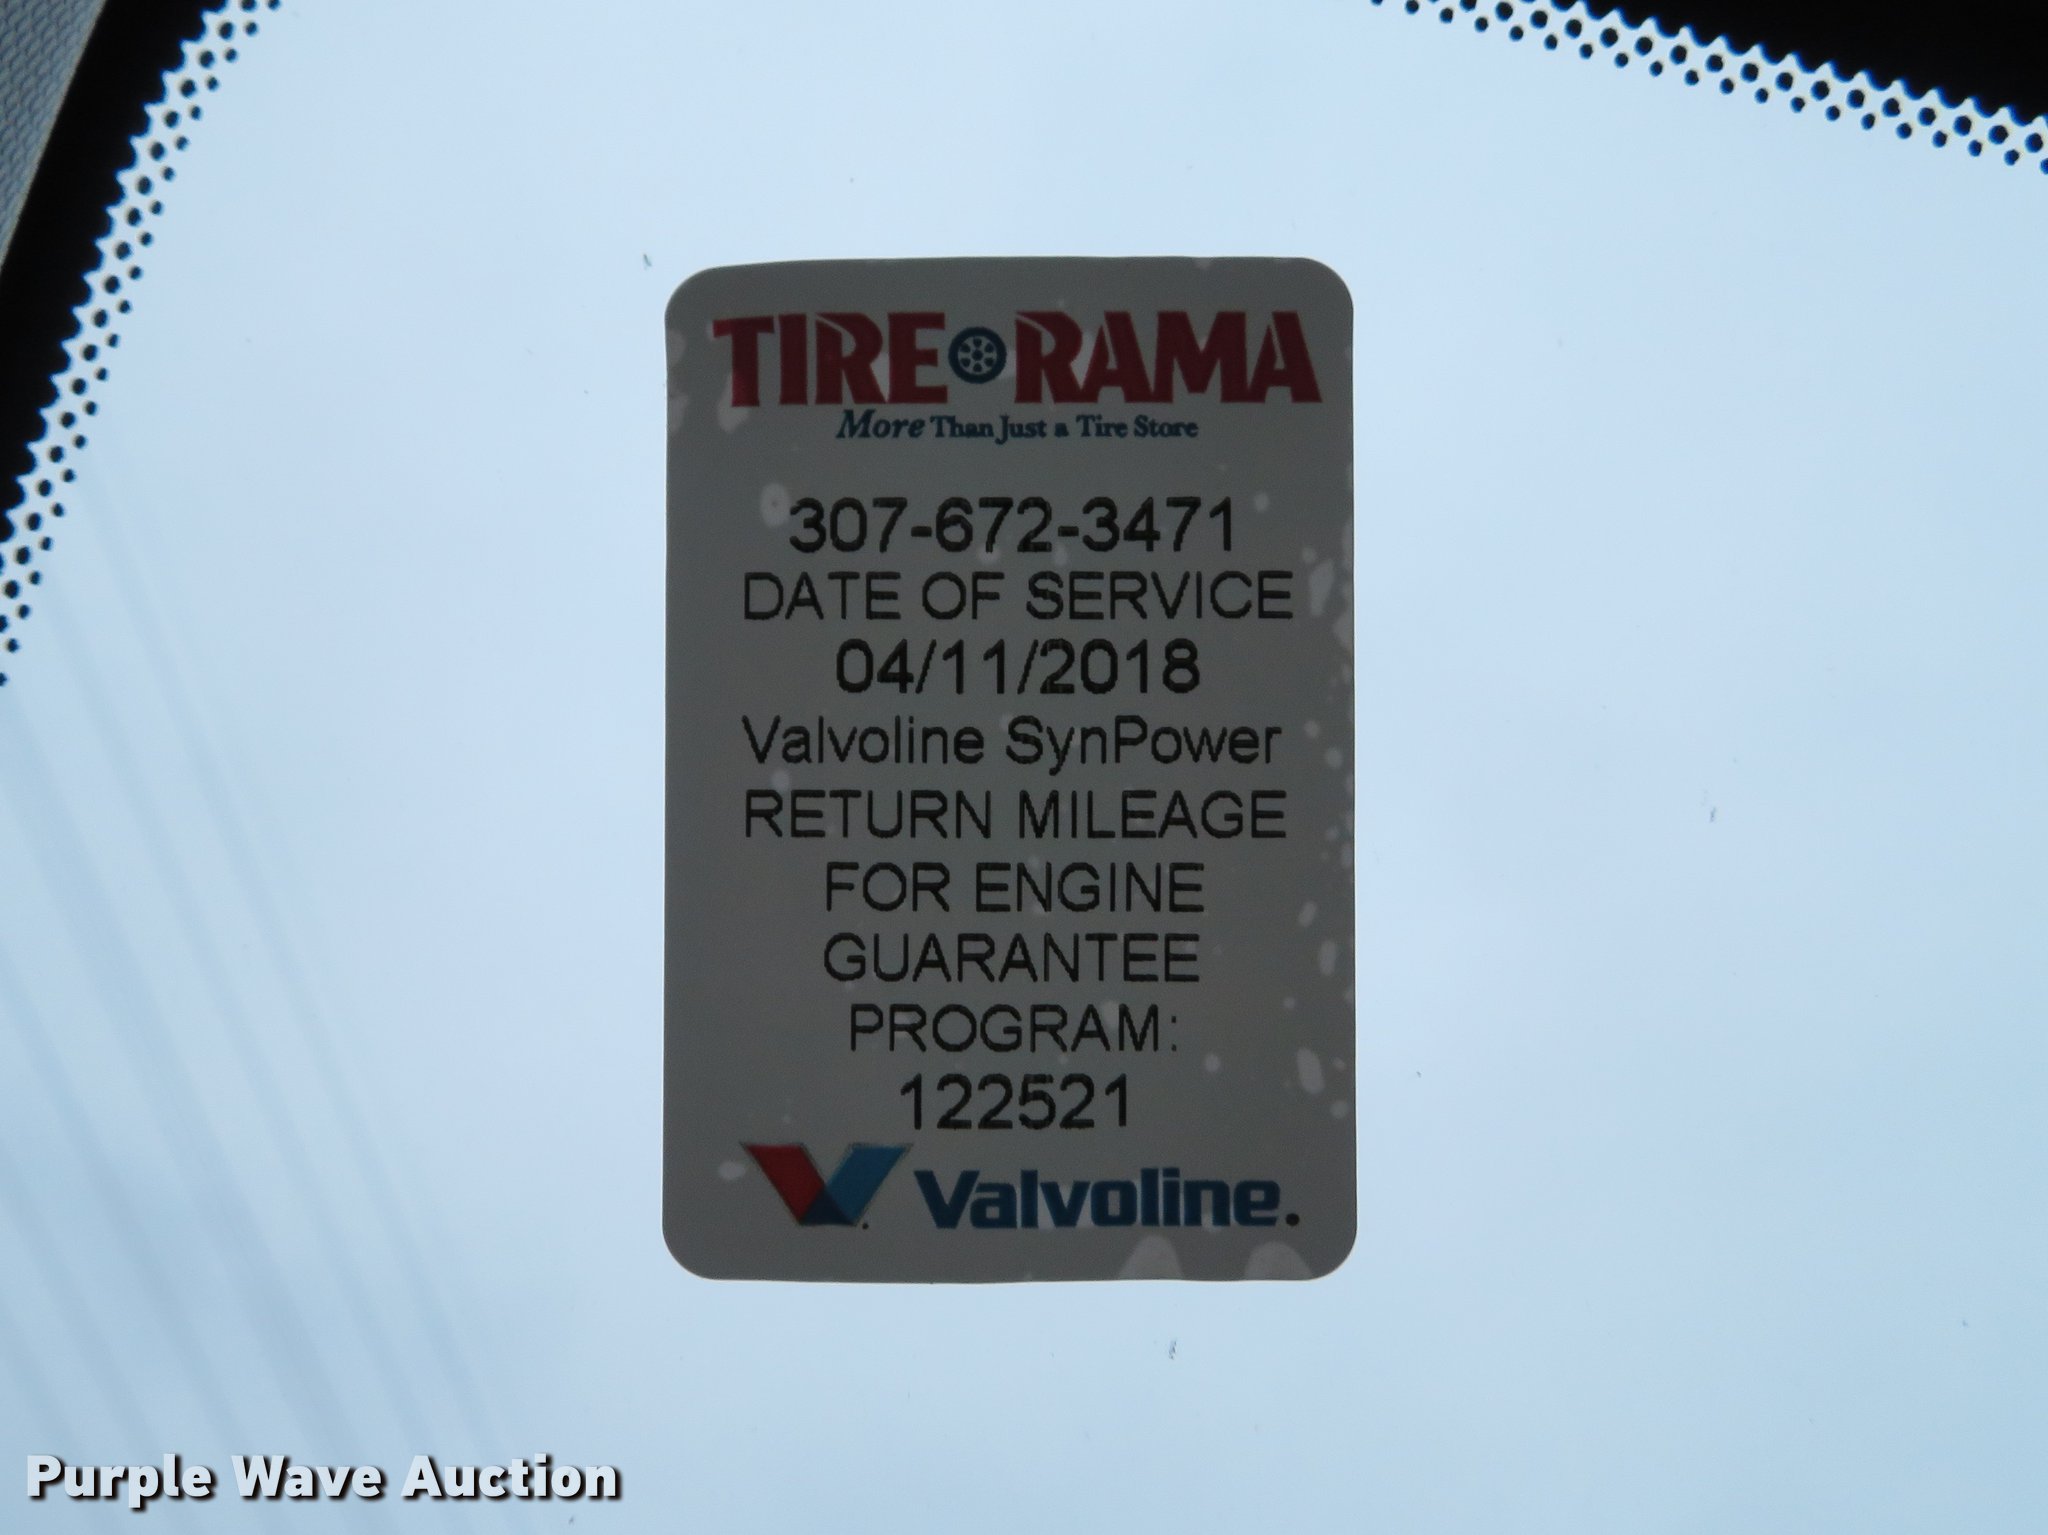 TIRE RAMA
More Than Just a Tire Store
307-672-3471
DATE OF SERVICE
04/11/2018
Valvoline SynPower
RETURN MILEAGE
FOR ENGINE
GUARANTEE
PROGRAM:
122521
Valvoline.
Purple Wave Auction